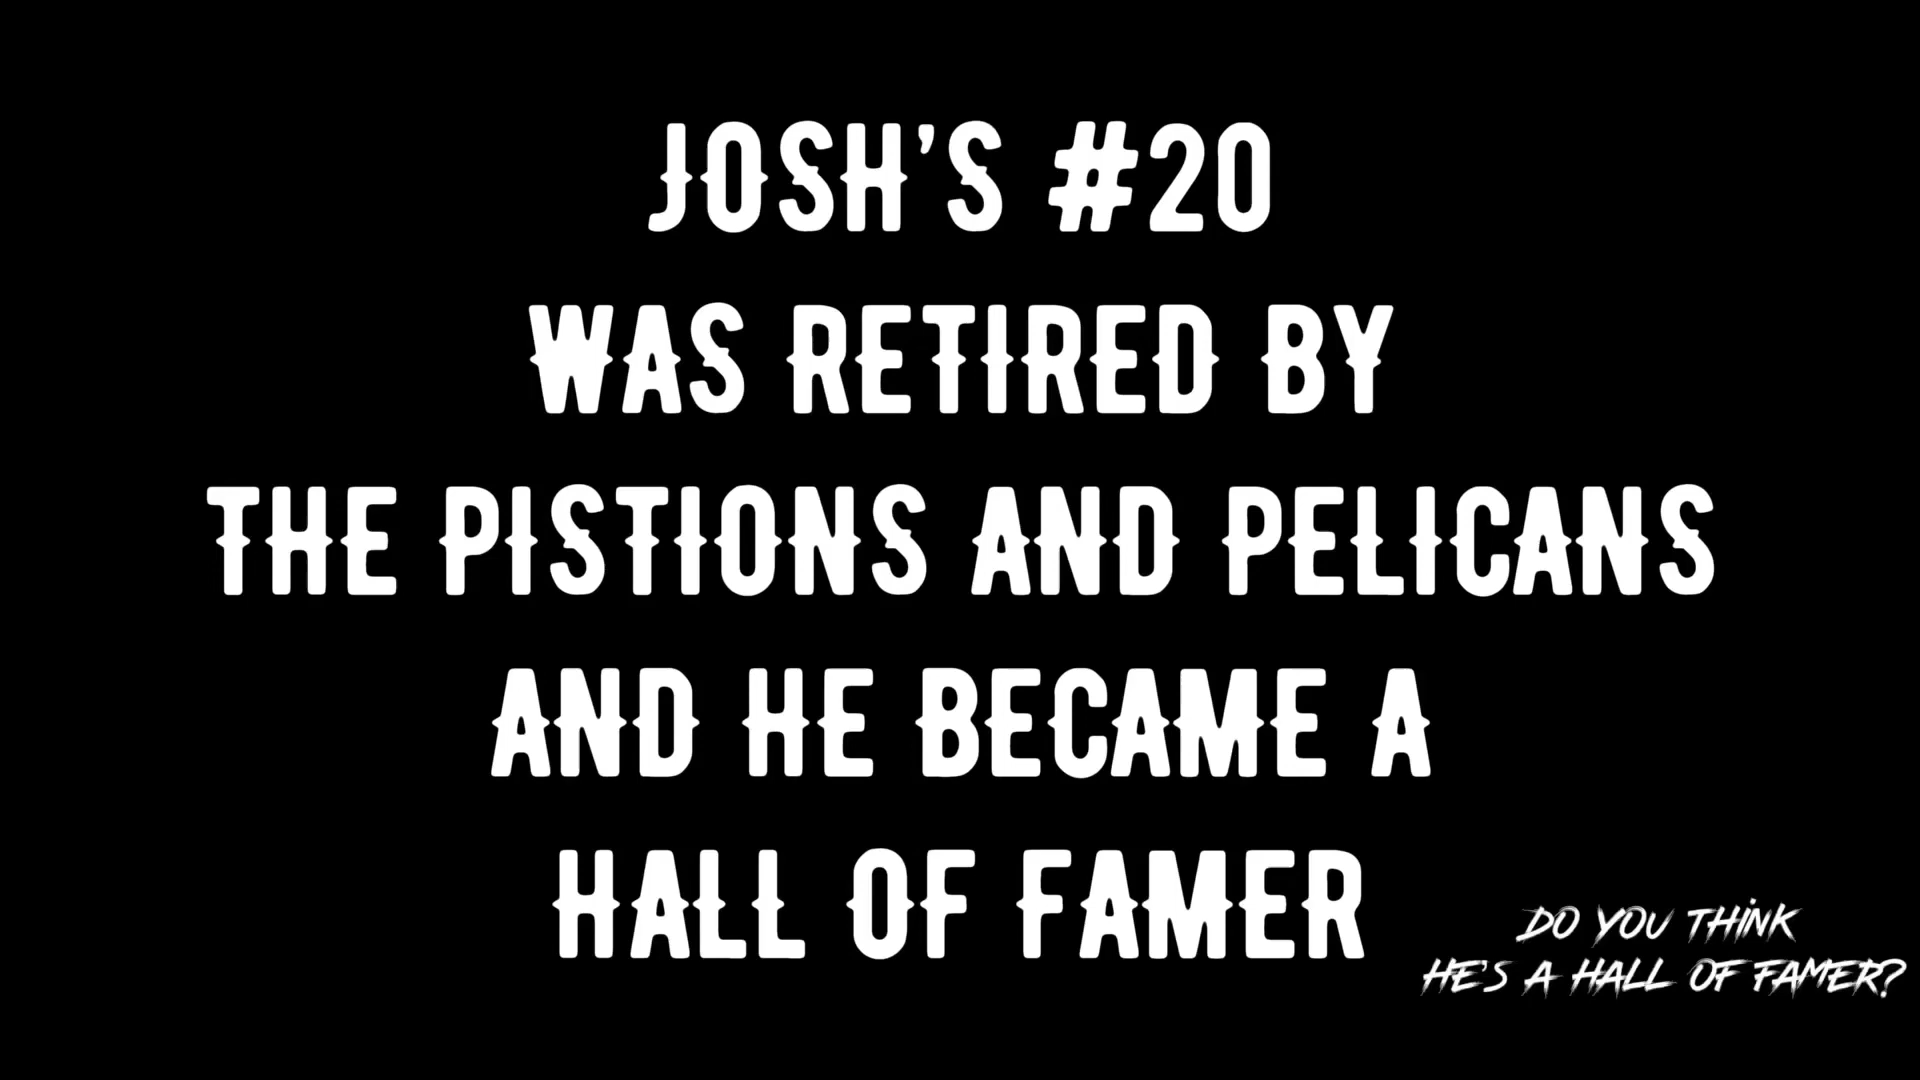 JOSH'S #20
WAS RETIRED BY
THE PISTIONS AND PELICANS
AND HE BECAME A
HALL OF FAMER
DO YOU THINK
HE'S A HALL OF FAMER?